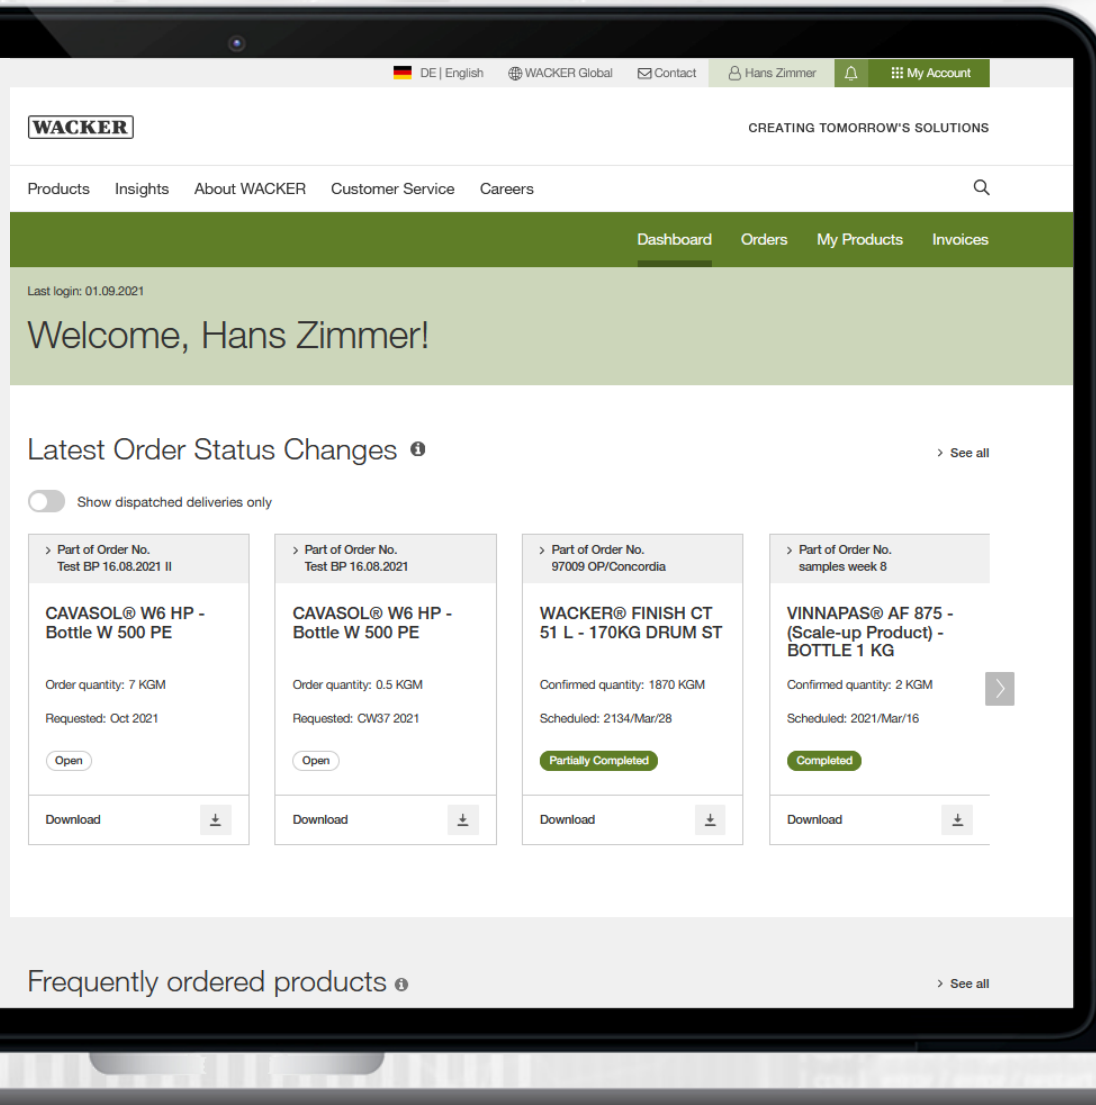 DE | English
WACKER Global
Contact
Hans Zimmer
My Account
WACKER
CREATING TOMORROW'S SOLUTIONS
Products
Insights
About WACKER
Customer Service
Careers
Dashboard
Orders
My Products
Invoices
Last login: 01.09.2021
Welcome, Hans Zimmer!
Latest Order Status Changes
> See all
Show dispatched deliveries only
> Part of Order No.
Test BP 16.08.2021 II
CAVASOL® W6 HP -
Bottle W 500 PE
Order quantity: 7 KGM
Requested: Oct 2021
Open
Download
> Part of Order No.
Test BP 16.08.2021
CAVASOL® W6 HP -
Bottle W 500 PE
Order quantity: 0.5 KGM
Requested: CW37 2021
Open
Download
> Part of Order No.
97009 OP/Concordia
WACKER® FINISH CT
51 L - 170KG DRUM ST
Confirmed quantity: 1870 KGM
Scheduled: 2134/Mar/28
Partially Completed
Download
> Part of Order No.
samples week 8
VINNAPAS® AF 875 -
(Scale-up Product) -
BOTTLE 1 KG
Confirmed quantity: 2 KGM
Scheduled: 2021/Mar/16
Completed
Download
Frequently ordered products
> See all